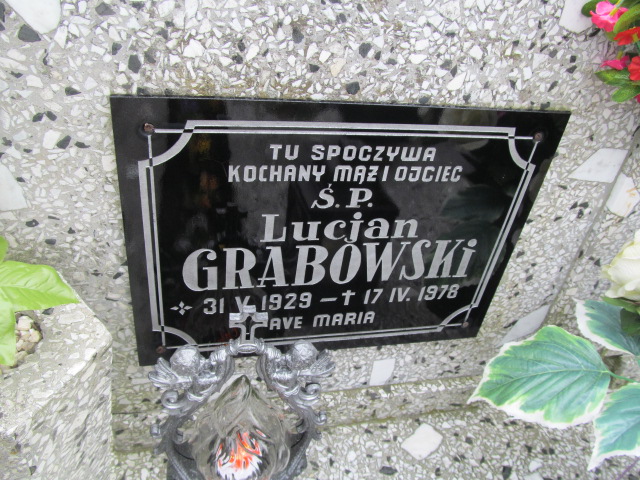 TU SPOCZYWA
KOCHANY MĄŻ I OJCIEC
Ś.P.
Lucjan
GRABOWSKi
31 V. 1929 – † 17 IV. 1978
AVE MARIA